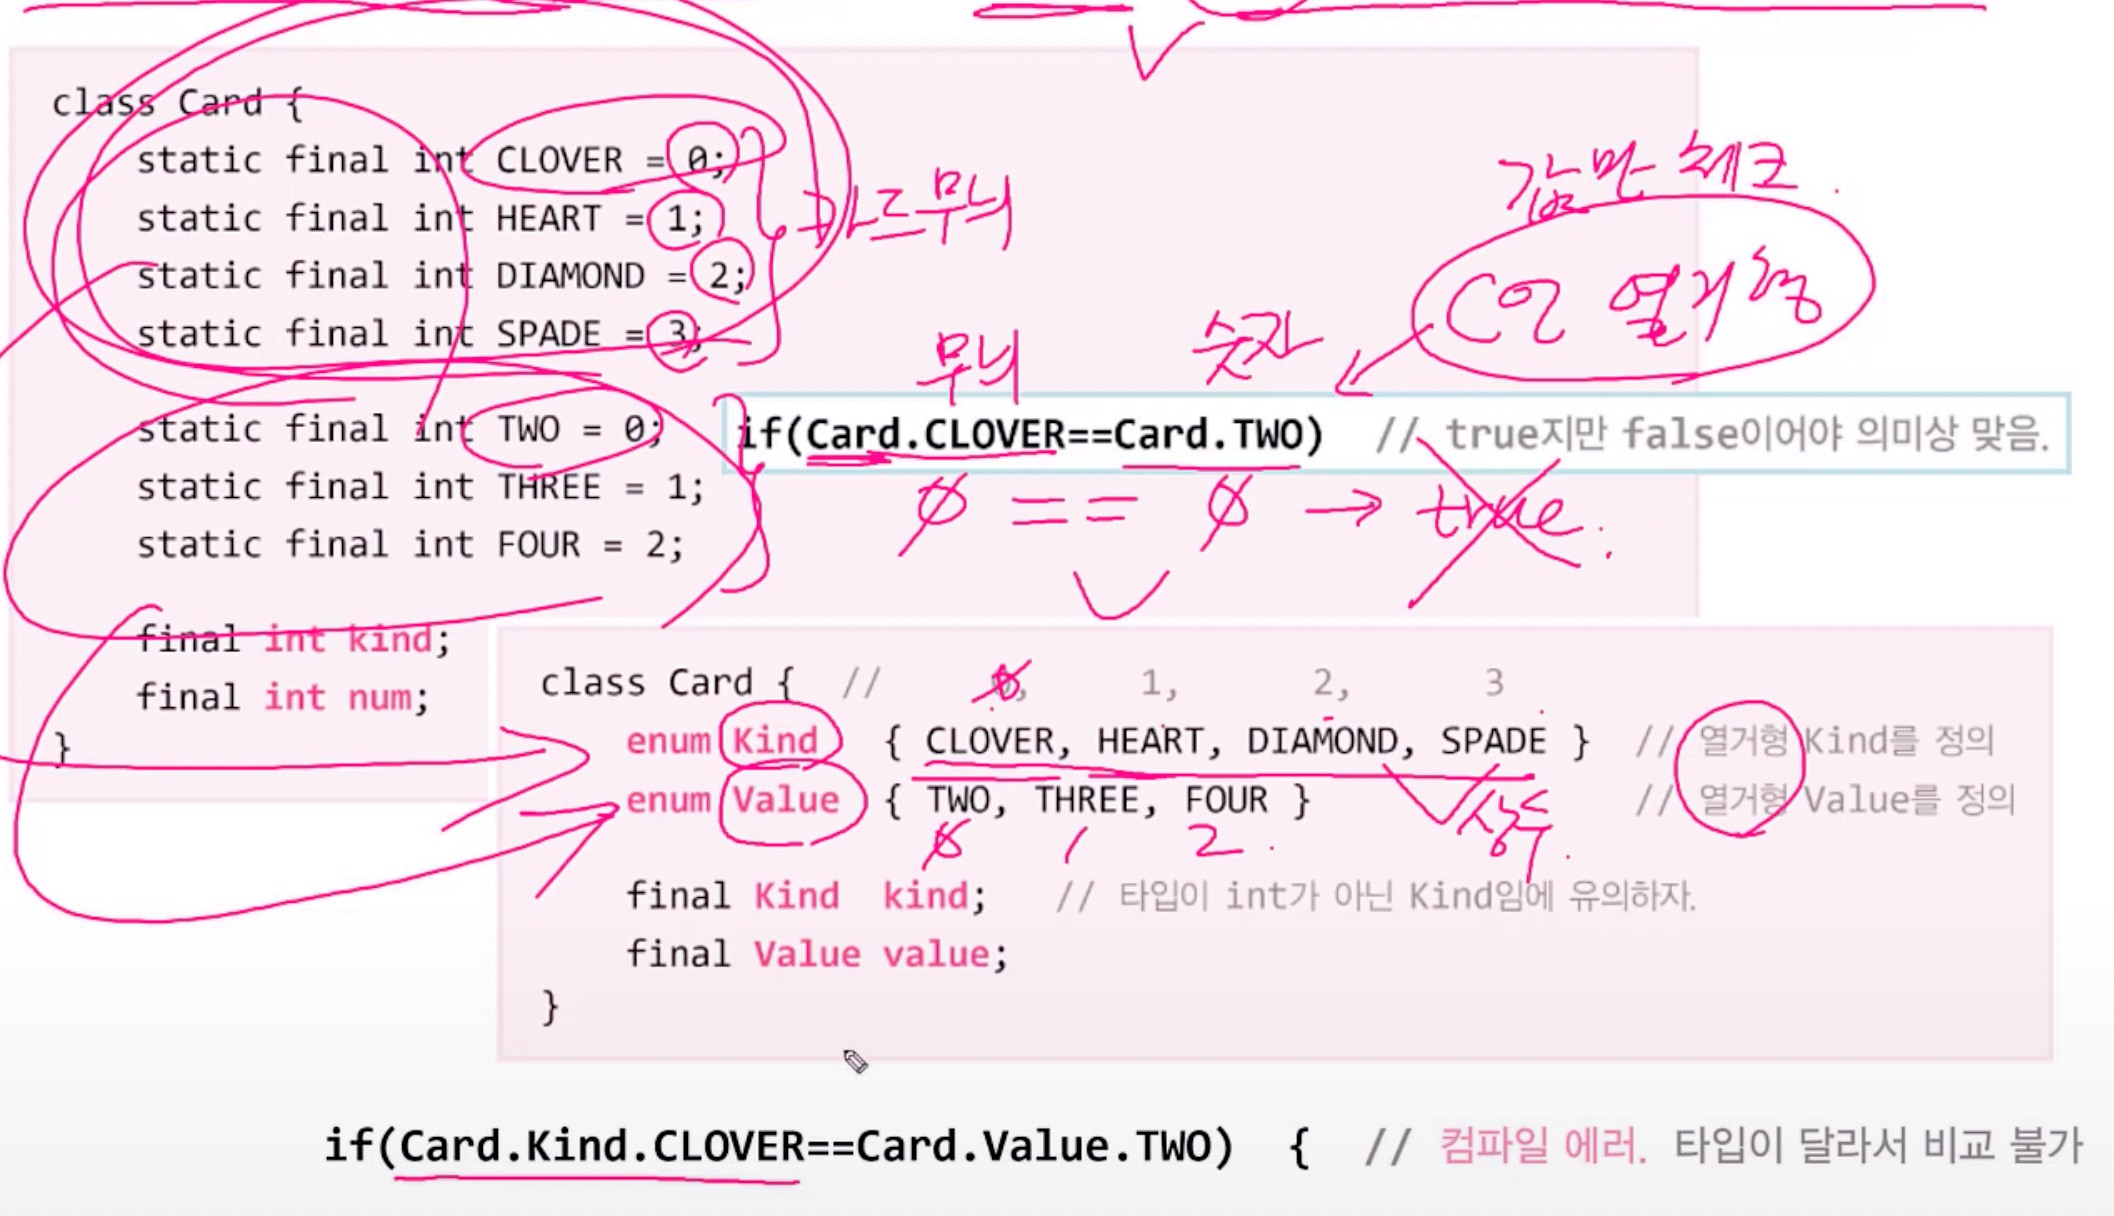 class Card {
static final int CLOVER = 0;
static final int HEART = 1;
static final int DIAMOND = 2;
static final int SPADE = 3;
카드무늬
값만 체크.
C언 열거형
무늬
숫자
static final int TWO = 0;
static final int THREE = 1;
static final int FOUR = 2;
if(Card.CLOVER==Card.TWO) // true지만 false이어야 의미상 맞음.
0 == 0 → true.
final int kind;
final int num;
}
class Card { // 0, 1, 2, 3
enum Kind { CLOVER, HEART, DIAMOND, SPADE } // 열거형 Kind를 정의
enum Value { TWO, THREE, FOUR } // 열거형 Value를 정의
0 1 2.
상수.
final Kind kind; // 타입이 int가 아닌 Kind임에 유의하자.
final Value value;
}
if(Card.Kind.CLOVER==Card.Value.TWO) { // 컴파일 에러. 타입이 달라서 비교 불가